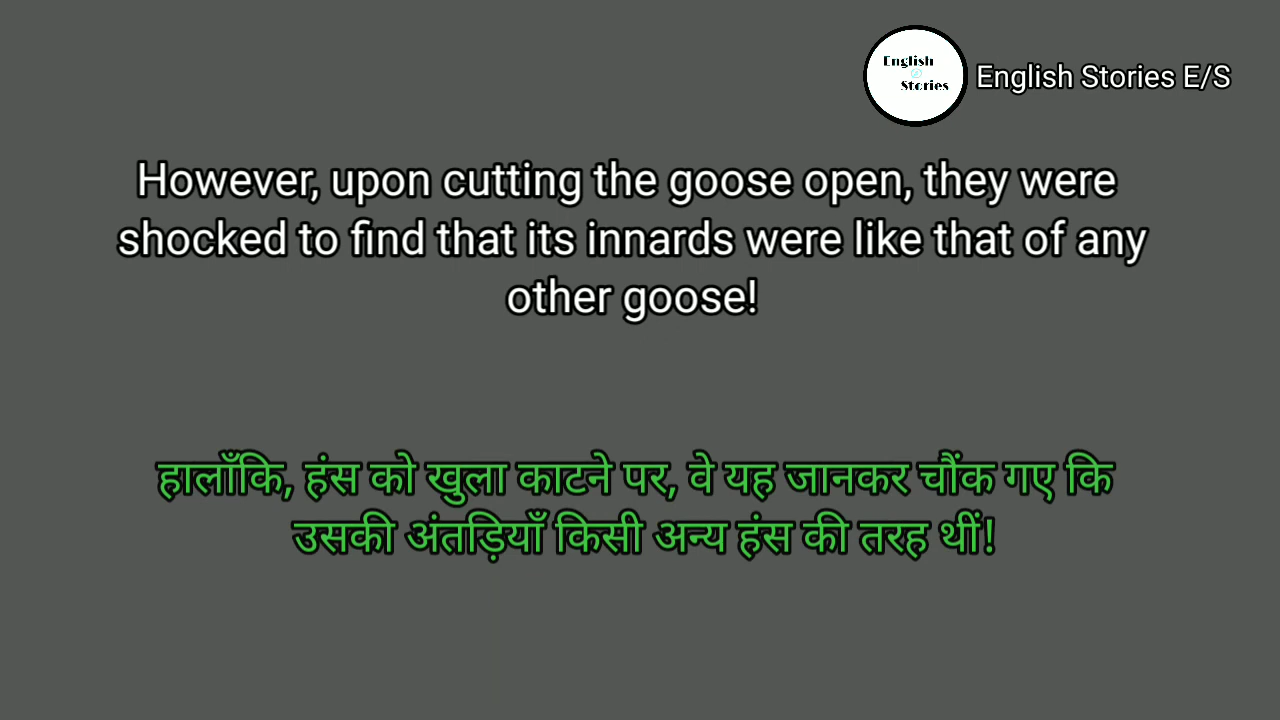 English
Stories
English Stories E/S
However, upon cutting the goose open, they were
shocked to find that its innards were like that of any
other goose!
हालाँकि, हंस को खुला काटने पर, वे यह जानकर चौंक गए कि
उसकी अंतड़ियाँ किसी अन्य हंस की तरह थीं!